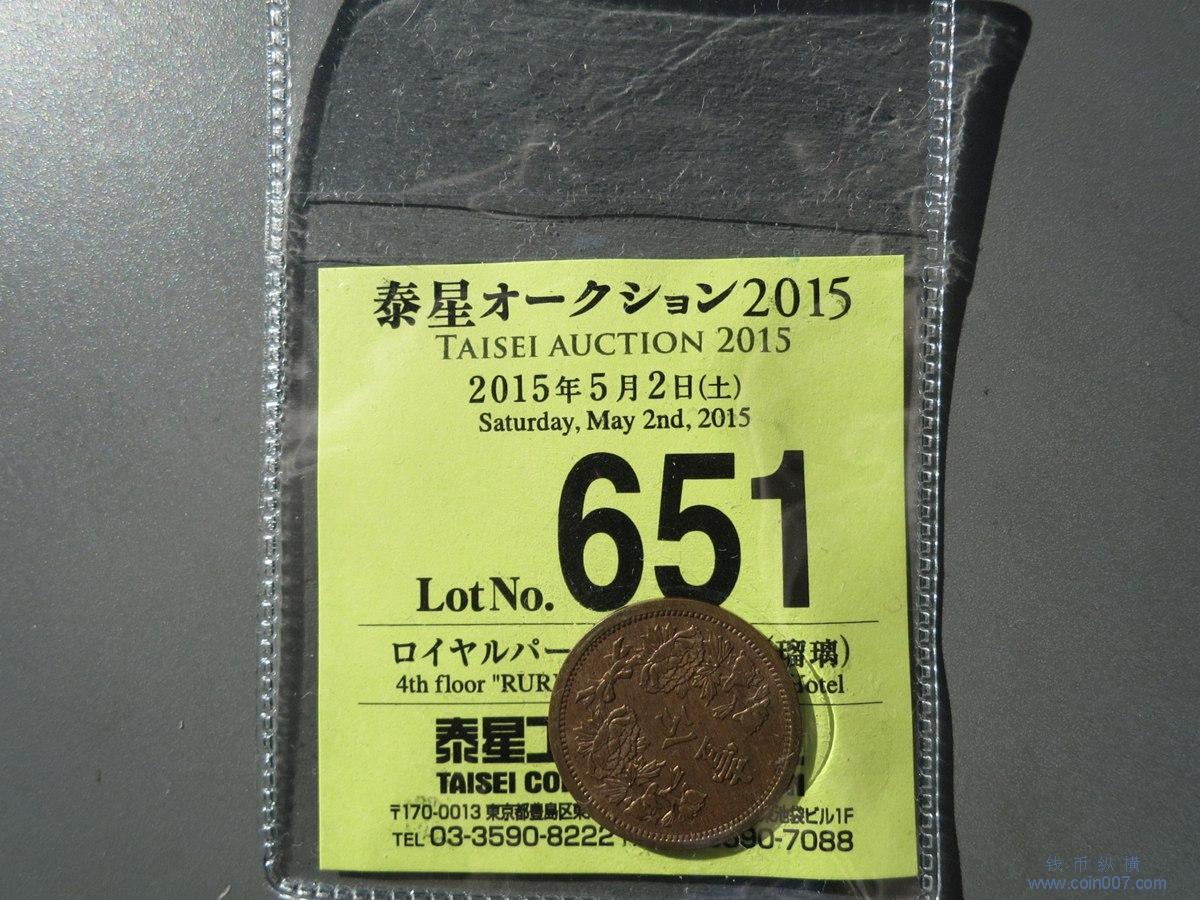 泰星オークション2015
TAISEI AUCTION 2015
2015年5月2日(土)
Saturday, May 2nd, 2015
Lot No. 651
ロイヤルパー (瑠璃)
4th floor "RUR Hotel
泰星コ
TAISEI CO
〒170-0013 東京都豊島区東 池袋ビル1F
TEL 03-3590-8222 590-7088
钱币纵横
www.coin007.com